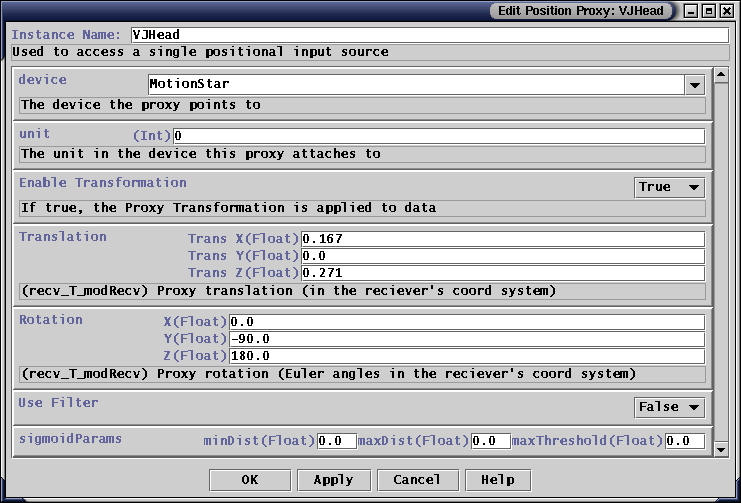 Edit Position Proxy: VJHead
Instance Name: VJHead
Used to access a single positional input source
device MotionStar
The device the proxy points to
unit (Int) 0
The unit in the device this proxy attaches to
Enable Transformation True
If true, the Proxy Transformation is applied to data
Translation Trans X(Float) 0.167
Trans Y(Float) 0.0
Trans Z(Float) 0.271
(recv_T_modRecv) Proxy translation (in the reciever's coord system)
Rotation X(Float) 0.0
Y(Float) -90.0
Z(Float) 180.0
(recv_T_modRecv) Proxy rotation (Euler angles in the reciever's coord system)
Use Filter False
sigmoidParams minDist(Float) 0.0 maxDist(Float) 0.0 maxThreshold(Float) 0.0
OK Apply Cancel Help